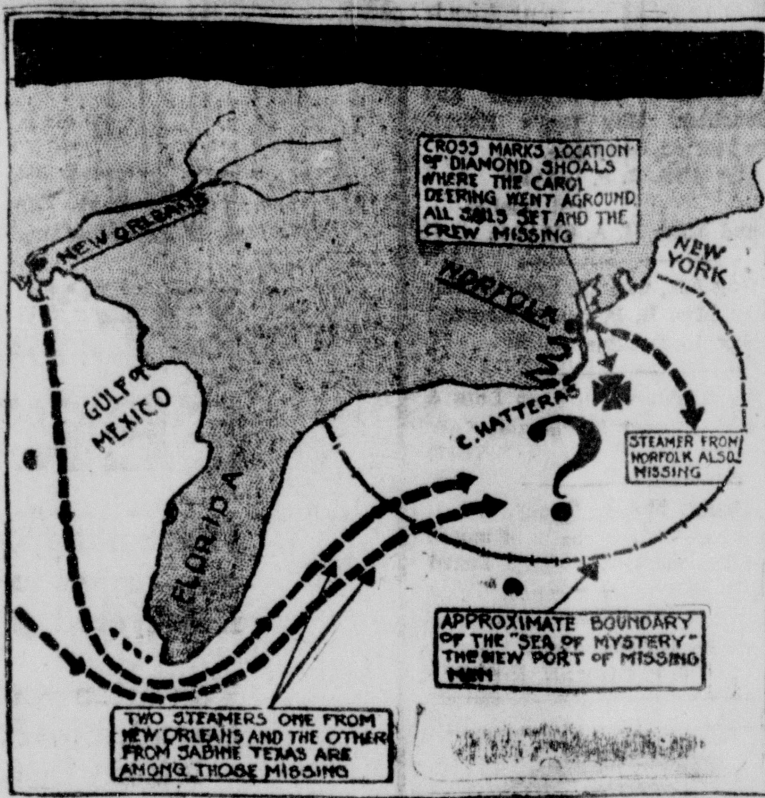 CROSS MARKS LOCATION
OF DIAMOND SHOALS
WHERE THE CAROL
DEERING WENT AGROUND
ALL SAILS SET AND THE
CREW MISSING
NEW ORLEANS
NEW
YORK
NORFOLK
GULF OF
MEXICO
C. HATTERAS
?
STEAMER FROM
NORFOLK ALSO
MISSING
FLORIDA
APPROXIMATE BOUNDARY
OF THE "SEA OF MYSTERY"
THE NEW PORT OF MISSING
MEN
TWO STEAMERS ONE FROM
NEW ORLEANS AND THE OTHER
FROM SABINE TEXAS ARE
AMONG THOSE MISSING